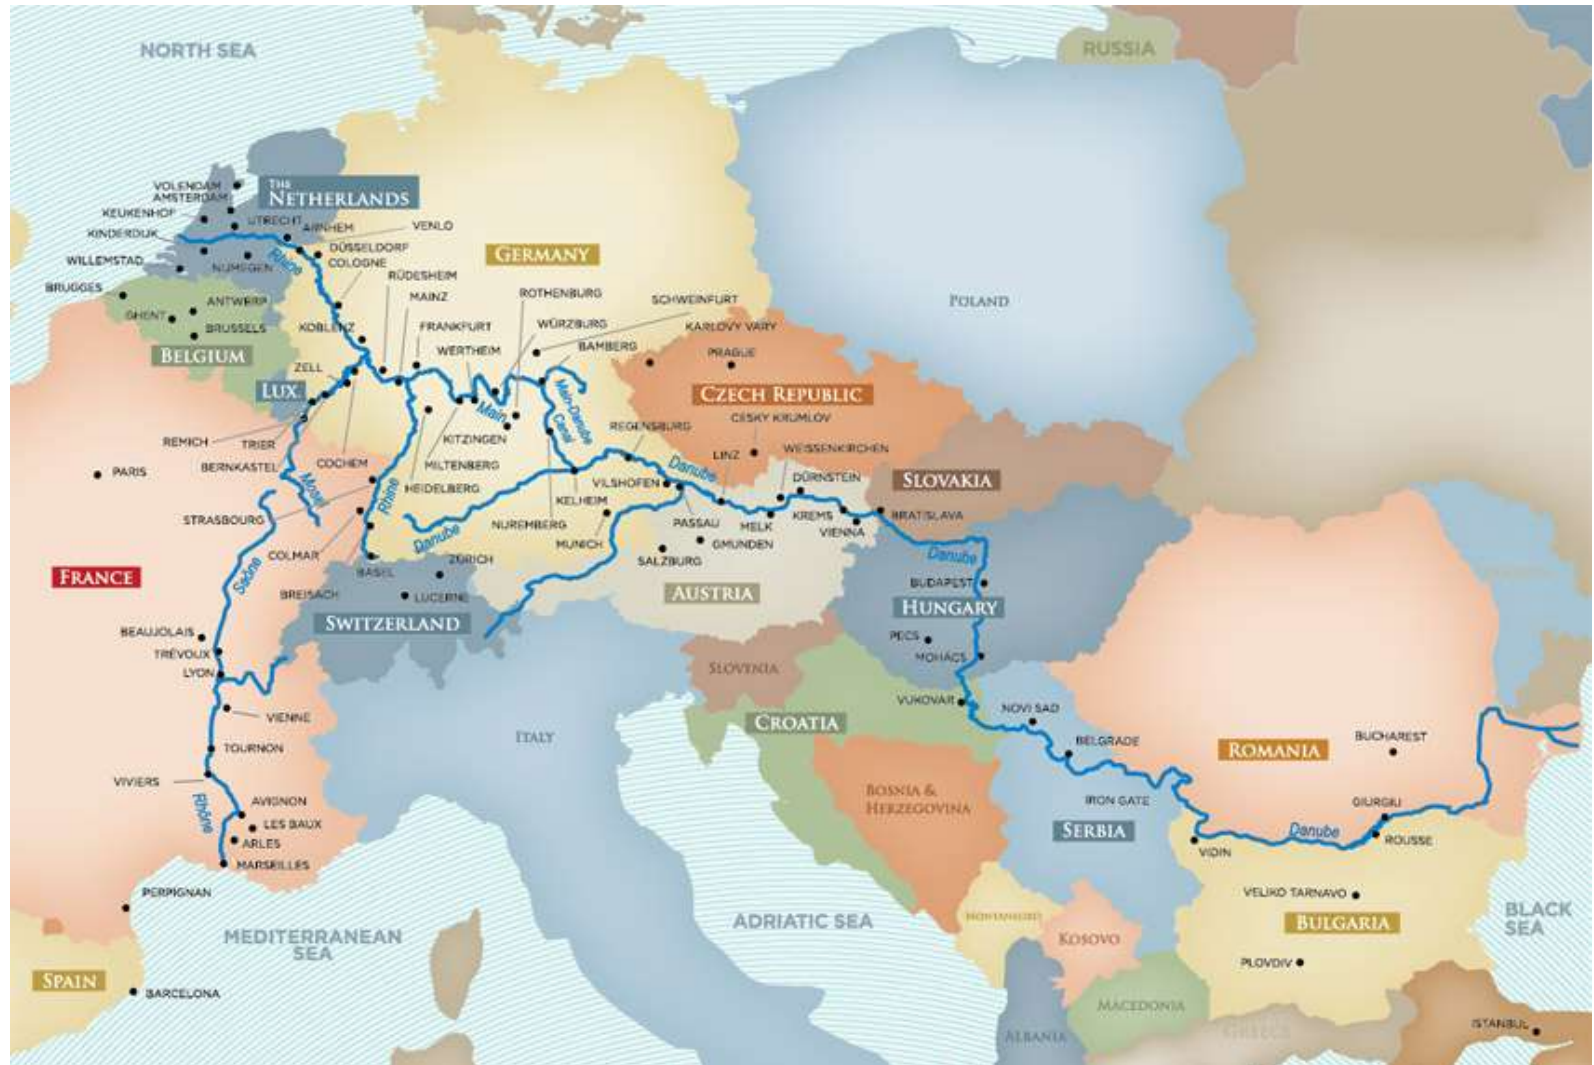 NORTH SEA
RUSSIA
VOLENDAM
AMSTERDAM
THE
NETHERLANDS
KEUKENHOF
UTRECHT
ARNHEM
VENLO
KINDERDIJK
DÜSSELDORF
COLOGNE
GERMANY
WILLEMSTAD
NIJMEGEN
Rhine
RÜDESHEIM
BRUGGES
ANTWERP
MAINZ
ROTHENBURG
SCHWEINFURT
POLAND
GHENT
BRUSSELS
KOBLENZ
FRANKFURT
WÜRZBURG
KARLOVY VARY
BELGIUM
WERTHEIM
BAMBERG
PRAGUE
ZELL
LUX.
Main-Danube
Canal
CZECH REPUBLIC
Main
CESKY KRUMLOV
REMICH
TRIER
KITZINGEN
REGENSBURG
BERNKASTEL
COCHEM
MILTENBERG
LINZ
WEISSENKIRCHEN
PARIS
Mosel
HEIDELBERG
Danube
VILSHOFEN
DÜRNSTEIN
SLOVAKIA
Rhine
KELHEIM
STRASBOURG
NUREMBERG
PASSAU
MELK
KREMS
VIENNA
BRATISLAVA
Danube
MUNICH
GMUNDEN
COLMAR
BASEL
ZÜRICH
SALZBURG
Danube
FRANCE
Saône
BREISACH
LUCERNE
AUSTRIA
BUDAPEST
HUNGARY
SWITZERLAND
BEAUJOLAIS
TRÉVOUX
LYON
PECS
MOHÁCS
SLOVENIA
VIENNE
CROATIA
VUKOVAR
NOVI SAD
TOURNON
ITALY
BELGRADE
ROMANIA
BUCHAREST
VIVIERS
Rhône
AVIGNON
LES BAUX
ARLES
MARSEILLES
BOSNIA &
HERZEGOVINA
IRON GATE
SERBIA
GIURGIU
Danube
ROUSSE
VIDIN
PERPIGNAN
VELIKO TARNAVO
MEDITERRANEAN
SEA
ADRIATIC SEA
MONTENEGRO
KOSOVO
BULGARIA
BLACK
SEA
PLOVDIV
SPAIN
BARCELONA
MACEDONIA
ALBANIA
GREECE
ISTANBUL